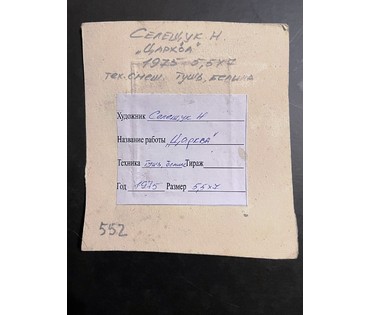 СЕЛЕЩУК Н.
„ЦАРКВА"
1975 5,5х7
тех.смеш. Тушь, белила
Художник Селещук Н
Название работы „Царква"
Техника Тушь, белила Тираж
Год 1975 Размер 5,5х7
552